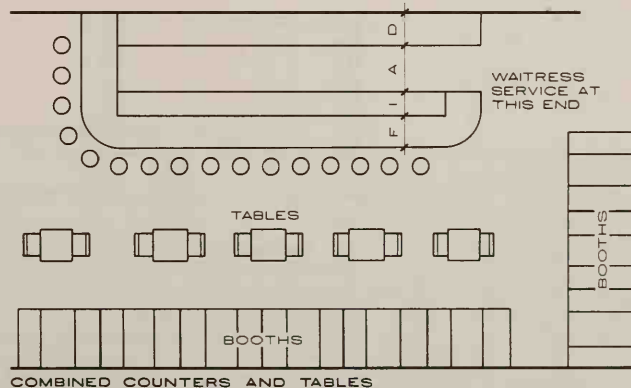 D
A
I
F
WAITRESS
SERVICE AT
THIS END
TABLES
BOOTHS
BOOTHS
COMBINED COUNTERS AND TABLES